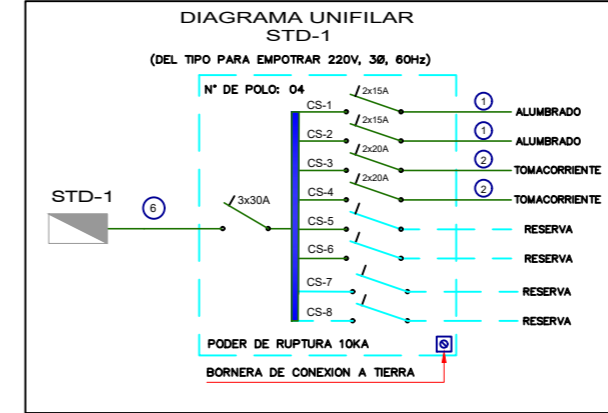 DIAGRAMA UNIFILAR
STD-1
(DEL TIPO PARA EMPOTRAR 220V, 3Ø, 60Hz)
N° DE POLO: 04
CS-1 2x15A 1 ALUMBRADO
CS-2 2x15A 1 ALUMBRADO
CS-3 2x20A 2 TOMACORRIENTE
CS-4 2x20A 2 TOMACORRIENTE
STD-1 6 3x30A
CS-5 RESERVA
CS-6 RESERVA
CS-7 RESERVA
CS-8 RESERVA
PODER DE RUPTURA 10KA
BORNERA DE CONEXION A TIERRA